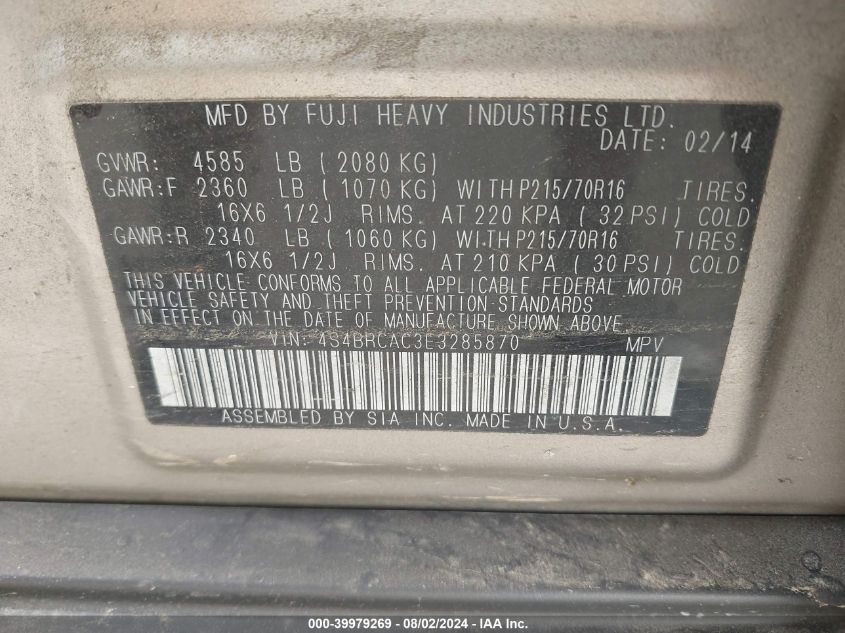 MFD BY FUJI HEAVY INDUSTRIES LTD.
DATE: 02/14
GVWR: 4585 LB (2080 KG)
GAWR:F 2360 LB (1070 KG) WITH P215/70R16 TIRES.
16X6 1/2J RIMS. AT 220 KPA (32 PSI) COLD
GAWR:R 2340 LB (1060 KG) WITH P215/70R16 TIRES.
16X6 1/2J RIMS. AT 210 KPA (30 PSI) COLD
THIS VEHICLE CONFORMS TO ALL APPLICABLE FEDERAL MOTOR
VEHICLE SAFETY AND THEFT PREVENTION STANDARDS
IN EFFECT ON THE DATE OF MANUFACTURE SHOWN ABOVE.
VIN: 4S4BRCAC3E3285870 MPV
ASSEMBLED BY SIA INC. MADE IN U.S.A.
000-39979269 - 08/02/2024 - IAA Inc.